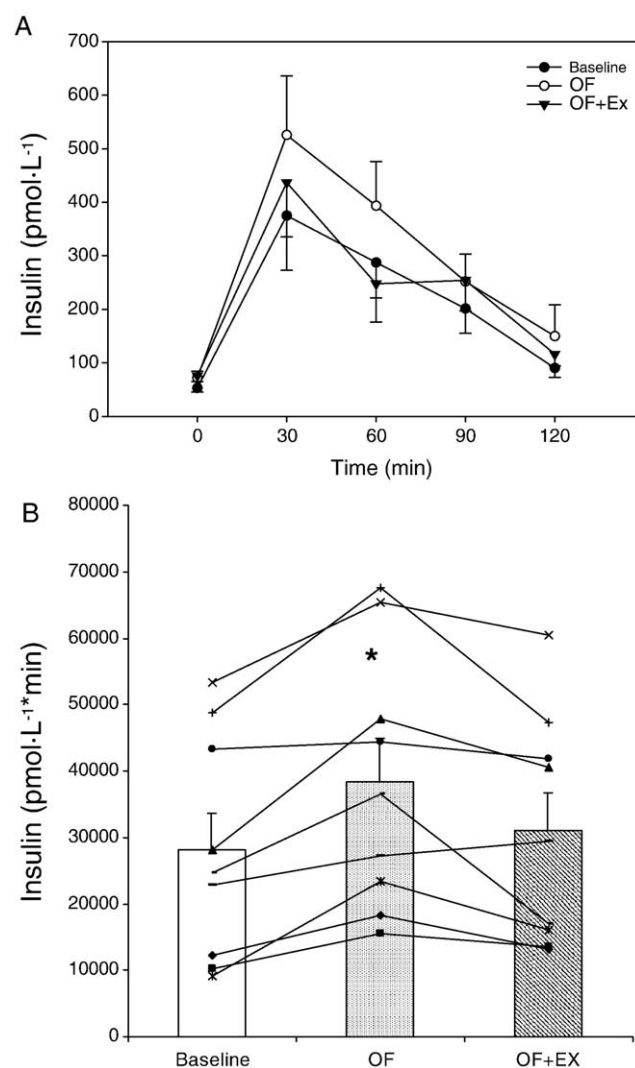 A
700
600
500
400
300
200
100
0
Insulin (pmol·L⁻¹)
Baseline
OF
OF+Ex
0 30 60 90 120
Time (min)
B
80000
70000
60000
50000
40000
30000
20000
10000
0
Insulin (pmol·L⁻¹*min)
*
Baseline OF OF+EX